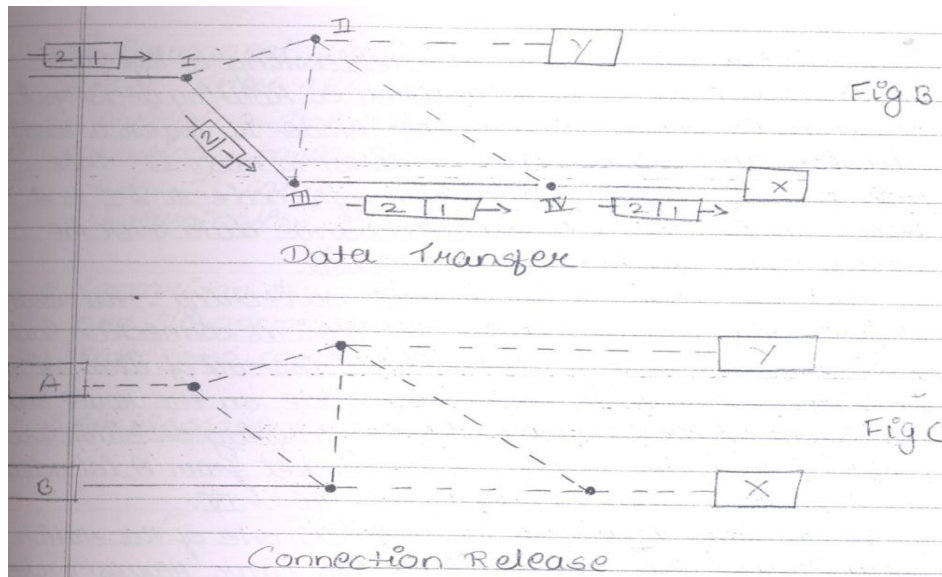 II
2 1 I Y
Fig B
2
X
III 2 1 IV 2 1
Data Transfer
Y
A
Fig C
B X
Connection Release